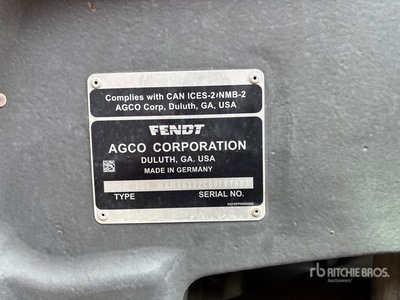 Complies with CAN ICES-2/NMB-2
AGCO Corp, Duluth, GA, USA
FENDT
AGCO CORPORATION
DULUTH, GA. USA
MADE IN GERMANY
TYPE SERIAL NO.
rb RITCHIE BROS.
Auctioneers